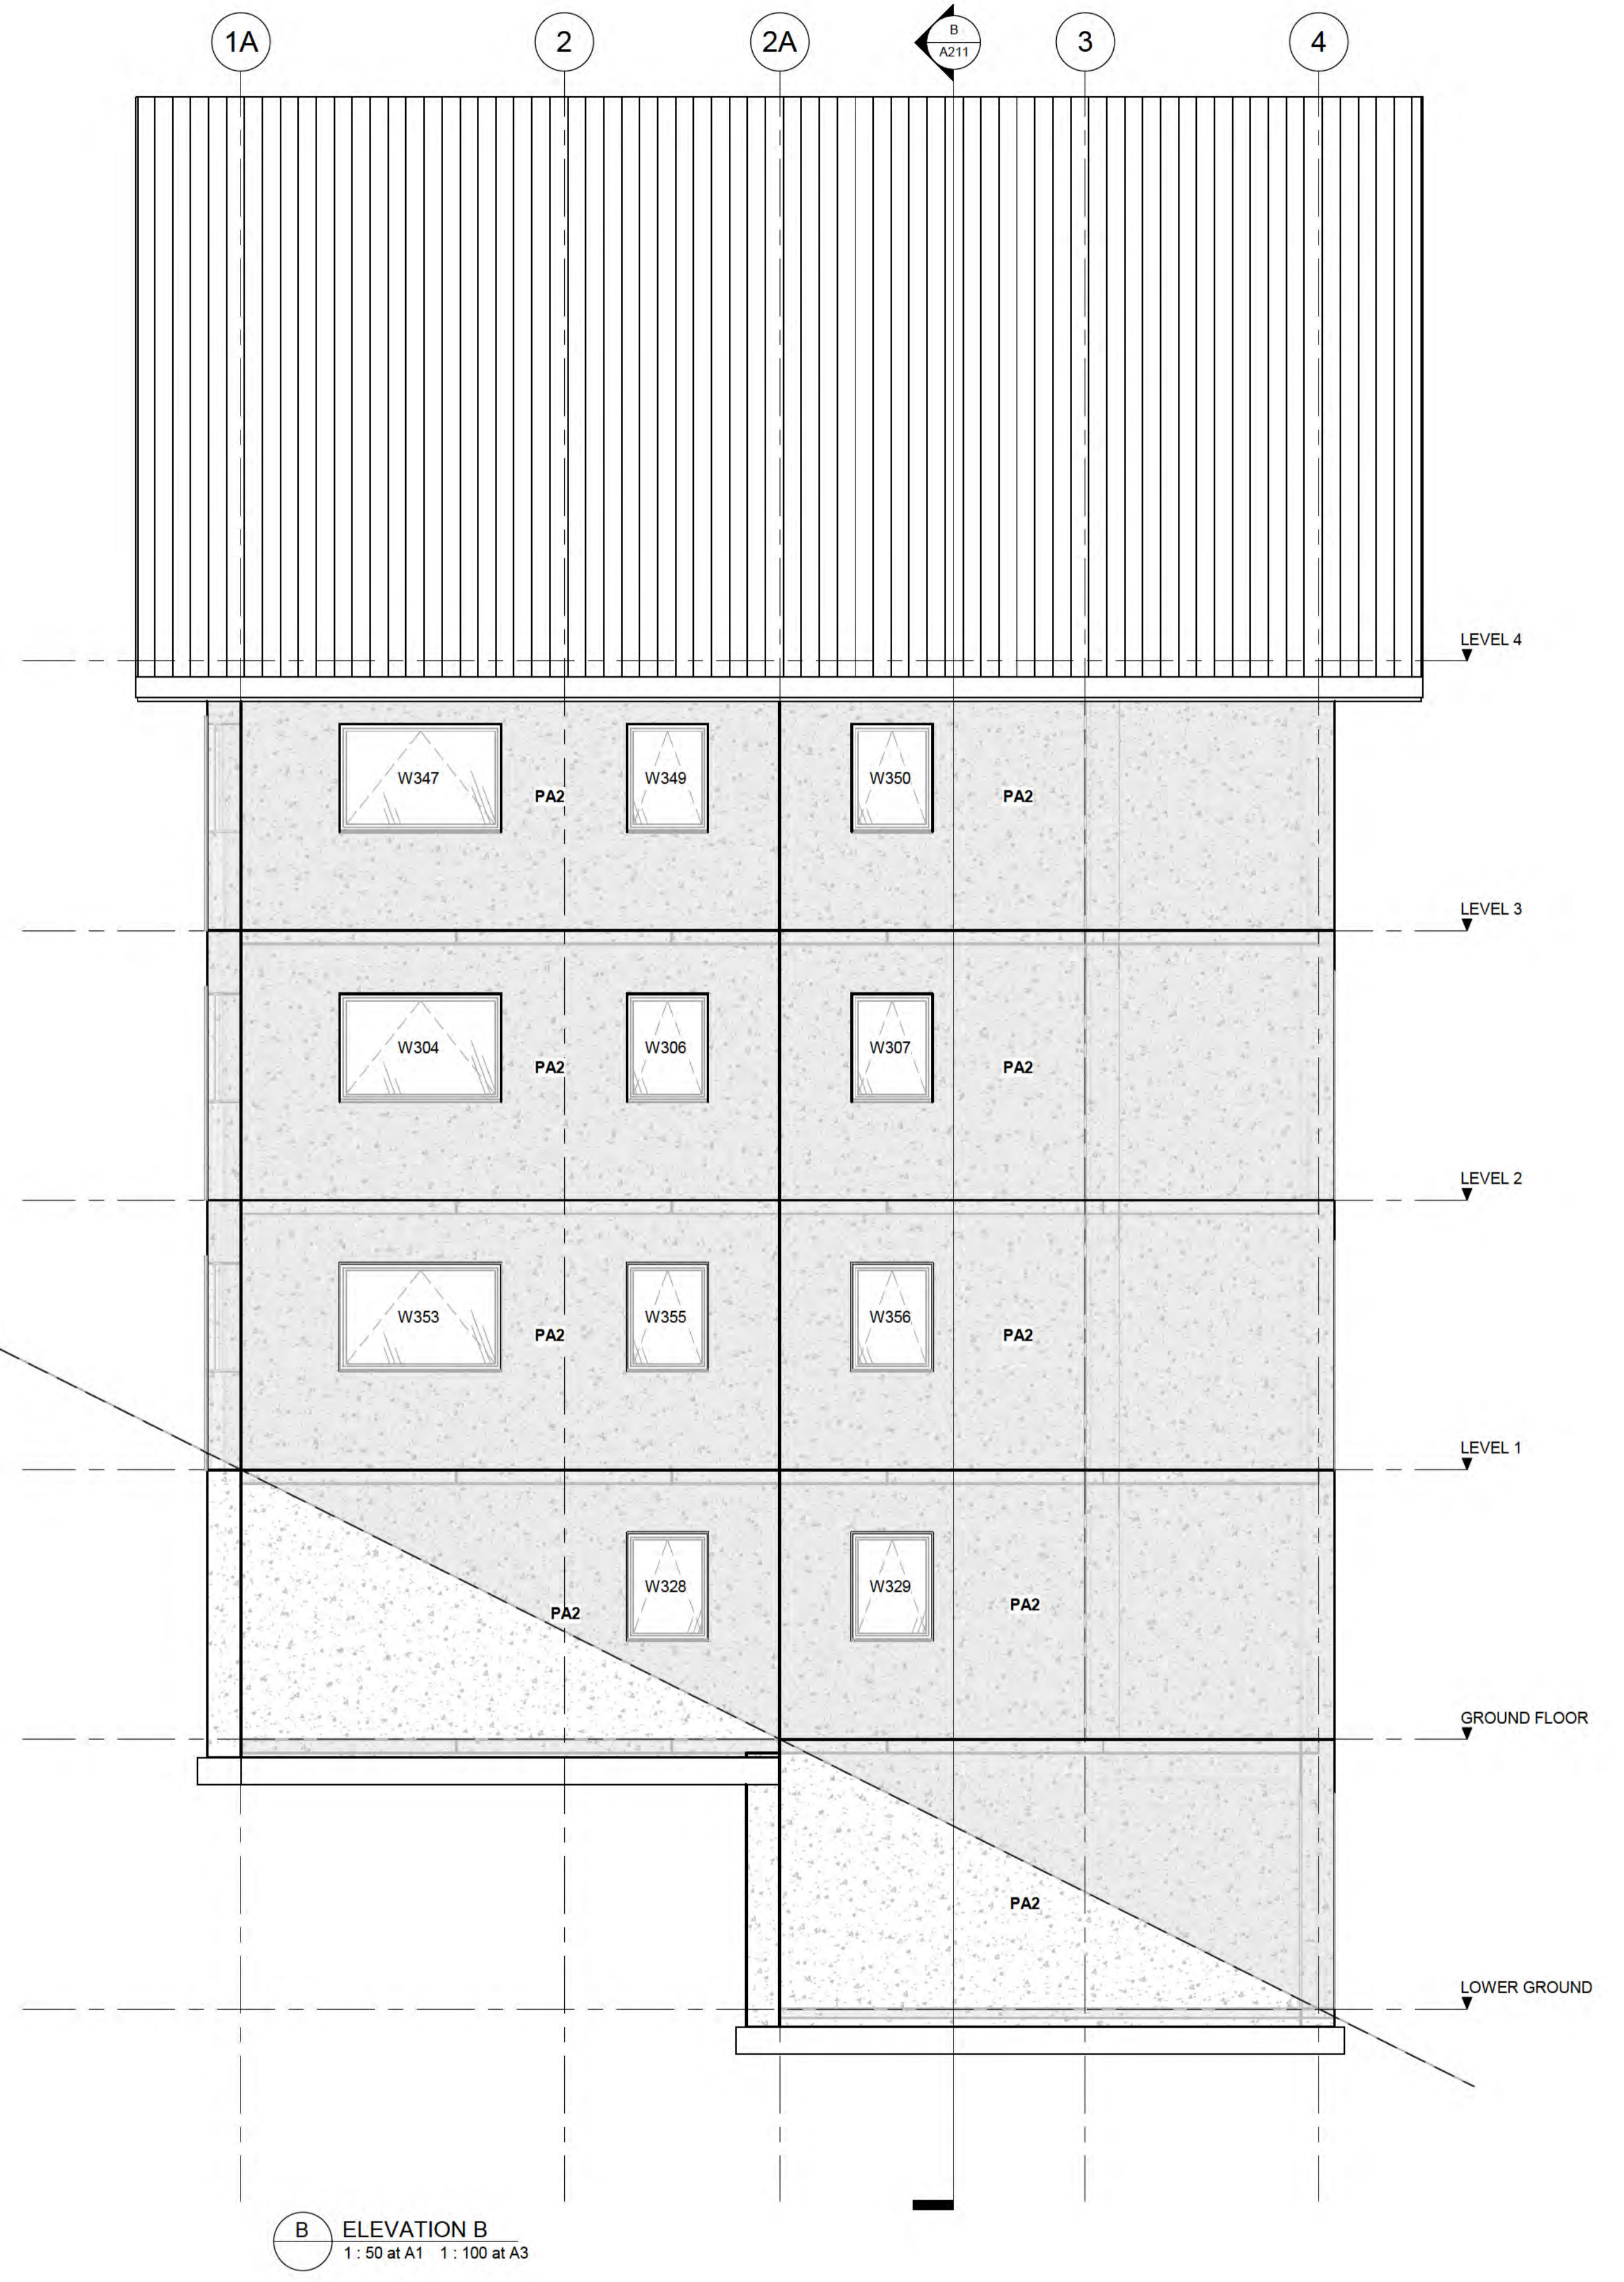 1A
2
2A
B
A211
3
4
LEVEL 4
W347
W349
W350
PA2
PA2
LEVEL 3
W304
W306
W307
PA2
PA2
LEVEL 2
W353
W355
W356
PA2
PA2
LEVEL 1
W328
W329
PA2
PA2
GROUND FLOOR
PA2
LOWER GROUND
B
ELEVATION B
1 : 50 at A1 1 : 100 at A3